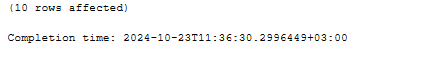 (10 rows affected)
Completion time: 2024-10-23T11:36:30.2996449+03:00